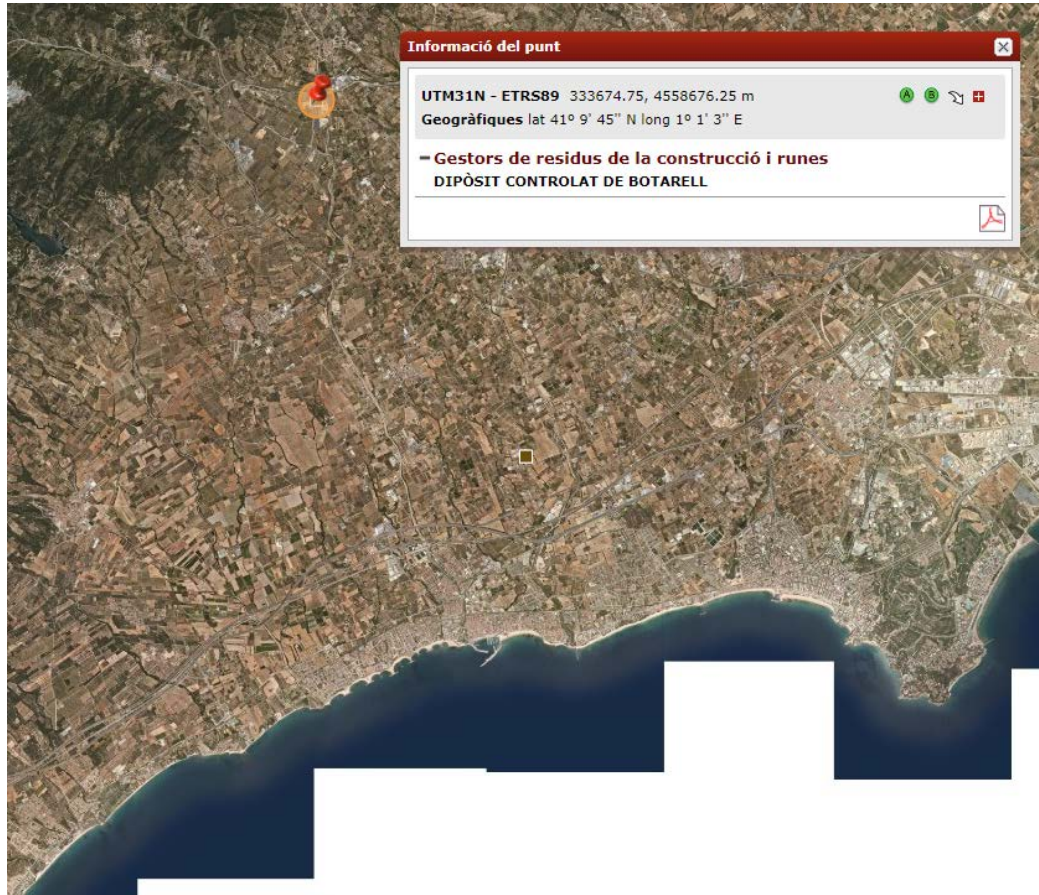 Informació del punt
UTM31N - ETRS89 333674.75, 4558676.25 m
A B
Geogràfiques lat 41º 9' 45'' N long 1º 1' 3'' E
Gestors de residus de la construcció i runes
DIPÒSIT CONTROLAT DE BOTARELL